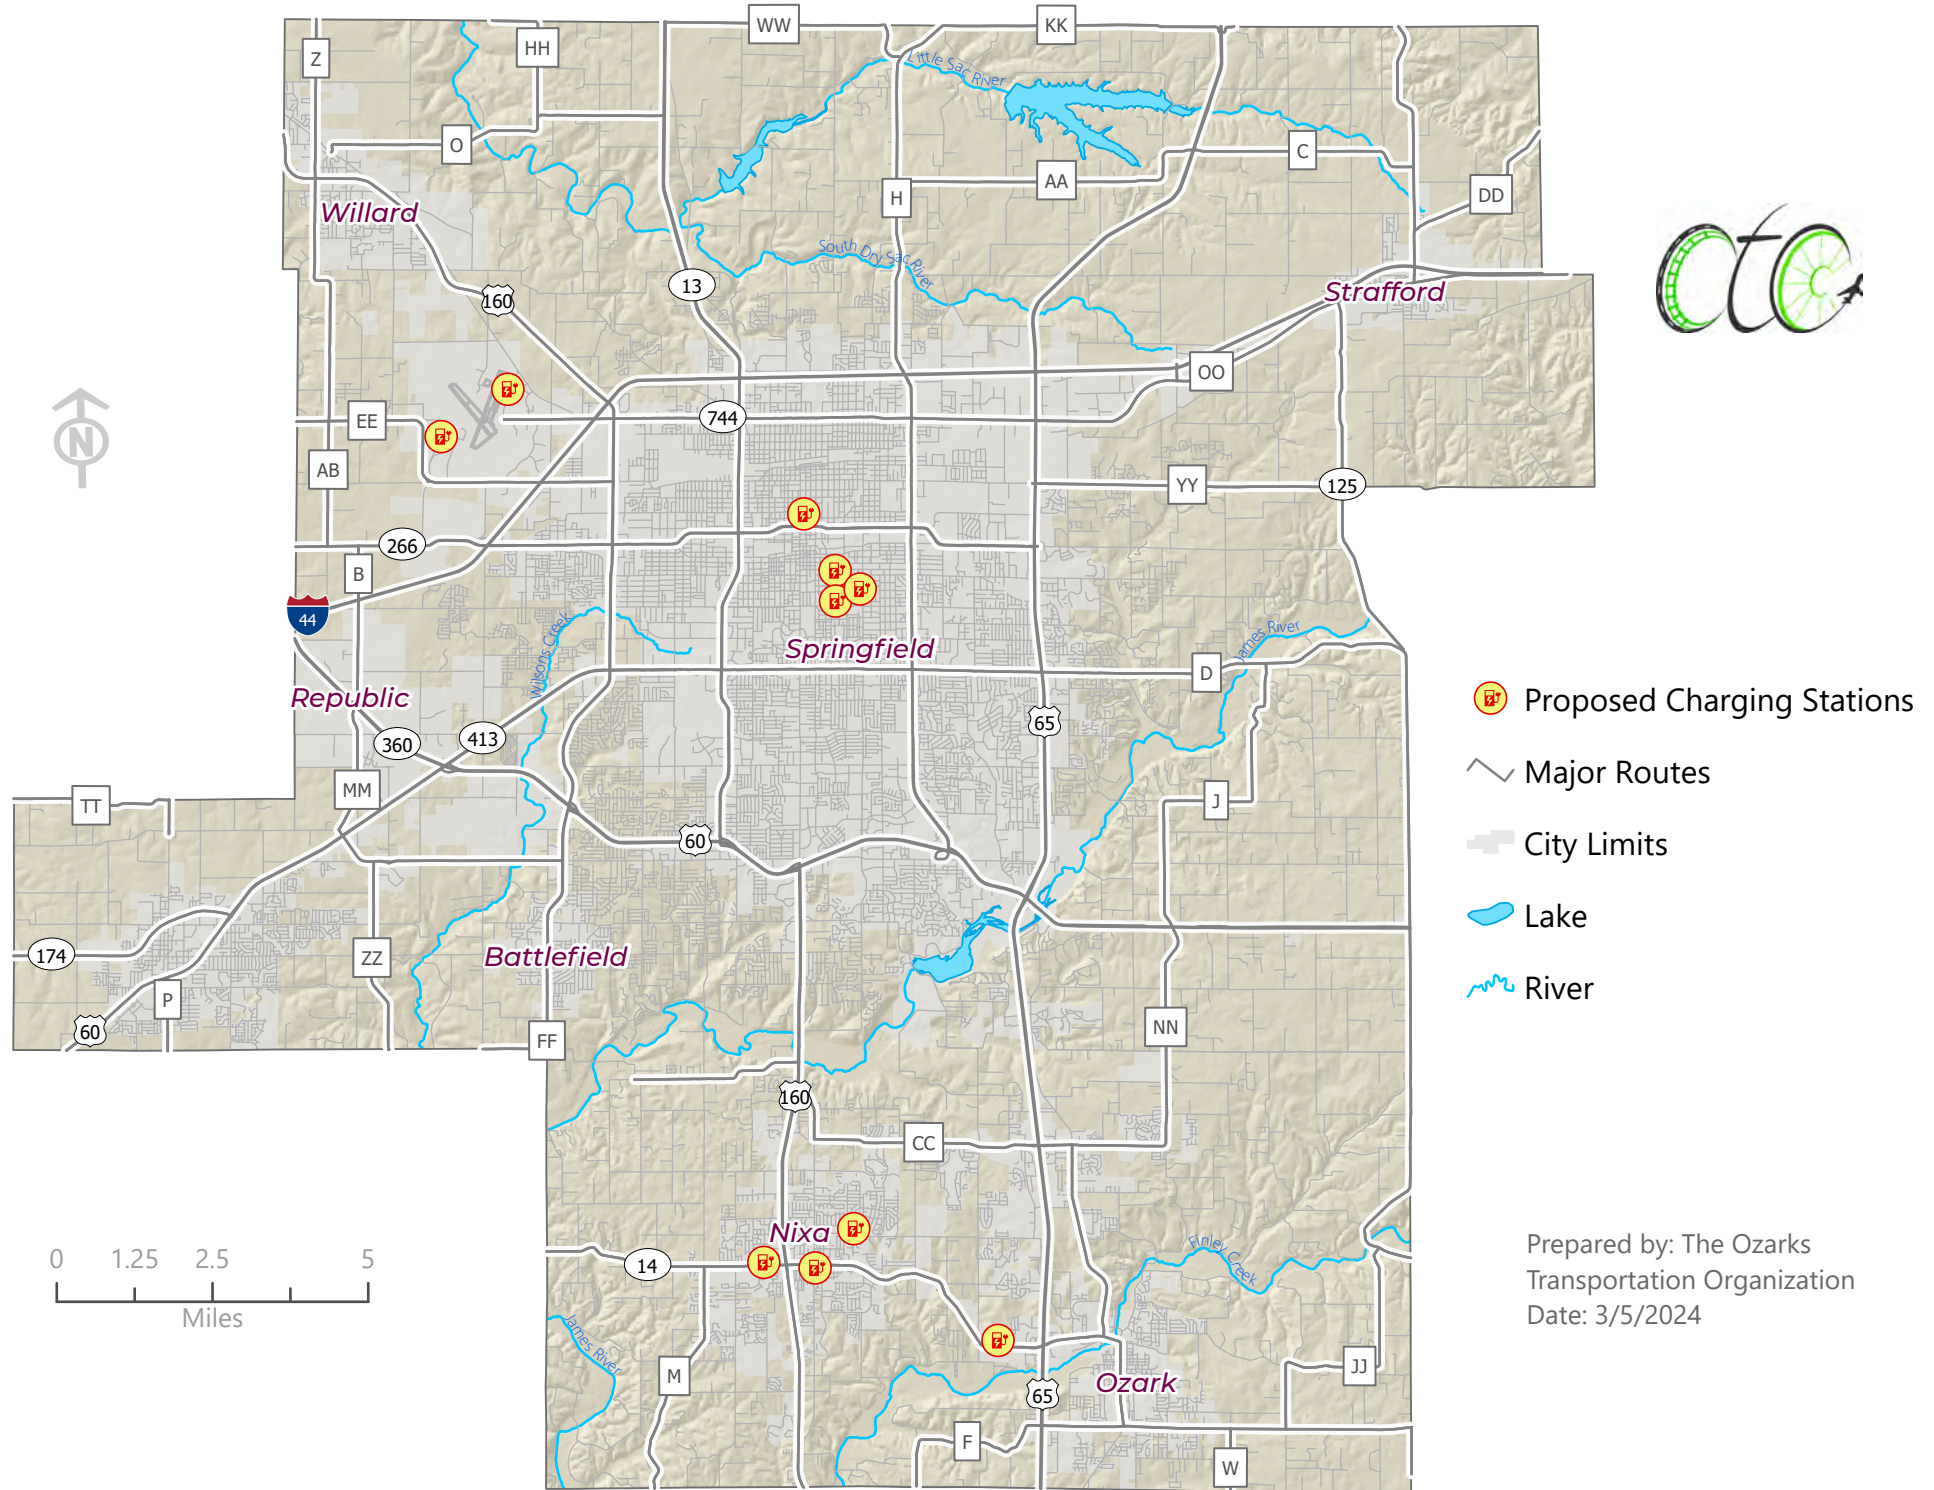 WW
KK
Z
HH
Little Sac River
O
C
AA
H
DD
Willard
South Dry Sac River
13
160
Strafford
OO
744
EE
AB
YY
125
266
B
44
Wilsons Creek
James River
Springfield
D
Republic
65
360
413
MM
TT
J
60
174
ZZ
Battlefield
P
60
FF
NN
160
CC
Nixa
14
Finley Creek
James River
M
Ozark
JJ
65
F
W
N
Proposed Charging Stations
Major Routes
City Limits
Lake
River
0 1.25 2.5 5
Miles
Prepared by: The Ozarks
Transportation Organization
Date: 3/5/2024